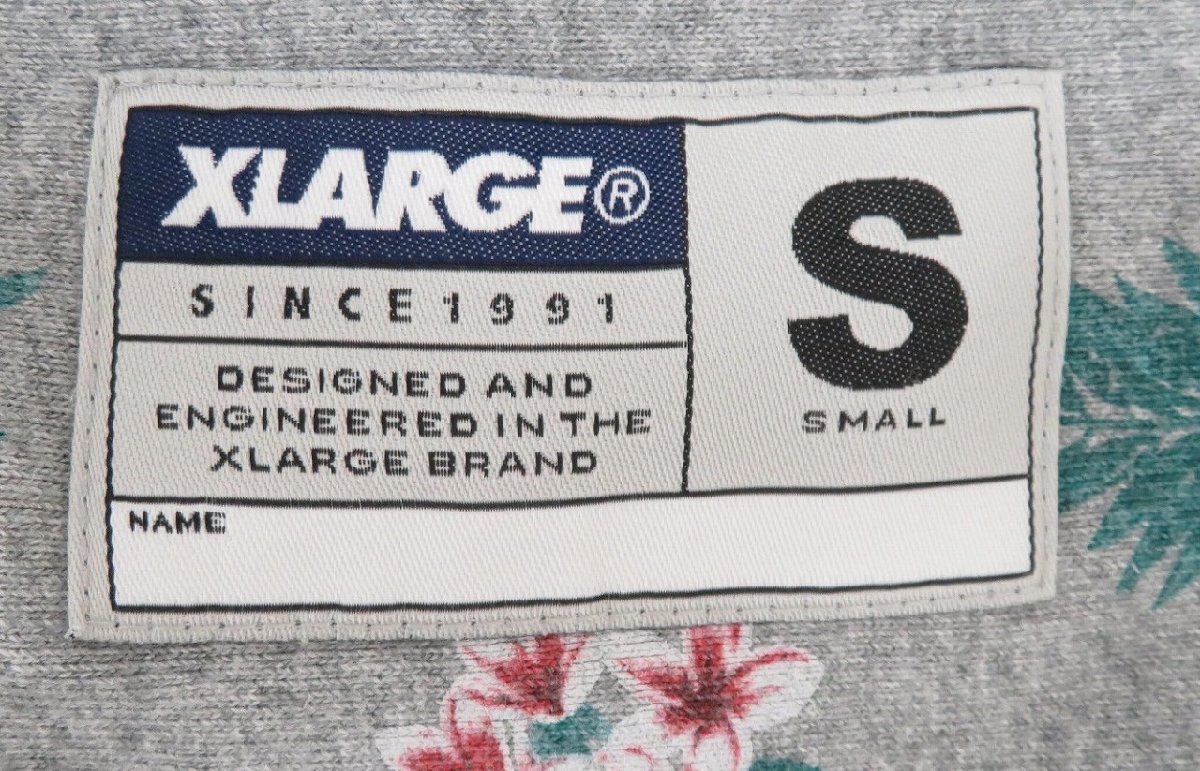 XLARGE®
SINCE 1991
DESIGNED AND
ENGINEERED IN THE
XLARGE BRAND
S
SMALL
NAME